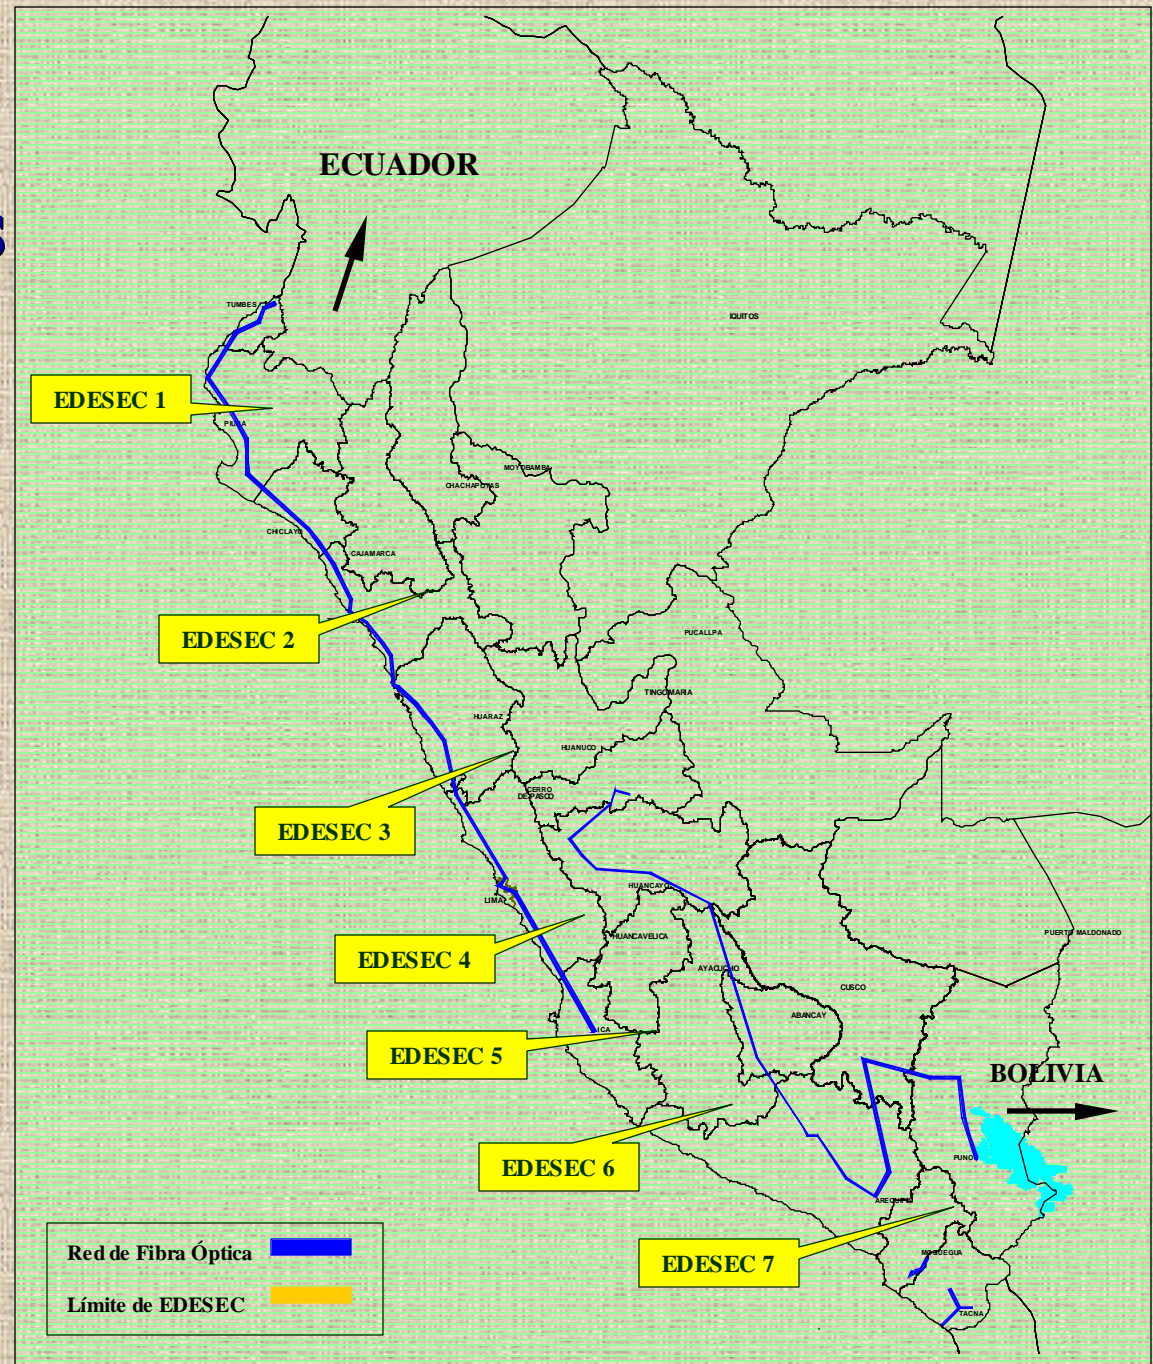 S
ECUADOR
TUMBES
IQUITOS
EDESEC 1
PIURA
MOYOBAMBA
CHACHAPOYAS
CHICLAYO
CAJAMARCA
EDESEC 2
PUCALLPA
TINGO MARIA
HUARAZ
HUANUCO
CERRO
DE PASCO
EDESEC 3
HUANCAYO
LIMA
PUERTO MALDONADO
HUANCAVELICA
EDESEC 4
AYACUCHO
CUSCO
ABANCAY
ICA
EDESEC 5
BOLIVIA
PUNO
EDESEC 6
AREQUIPA
Red de Fibra Óptica
EDESEC 7
MOQUEGUA
Límite de EDESEC
TACNA